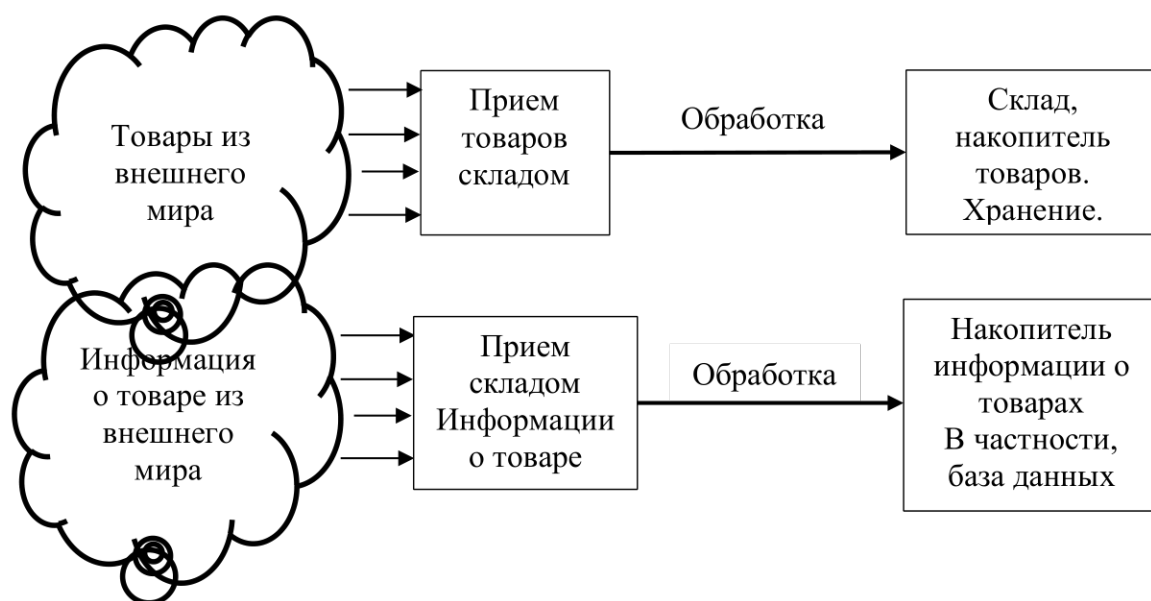 Товары из
внешнего
мира
Прием
товаров
складом
Обработка
Склад,
накопитель
товаров.
Хранение.
Информация
о товаре из
внешнего
мира
Прием
складом
Информации
о товаре
Обработка
Накопитель
информации о
товарах
В частности,
база данных